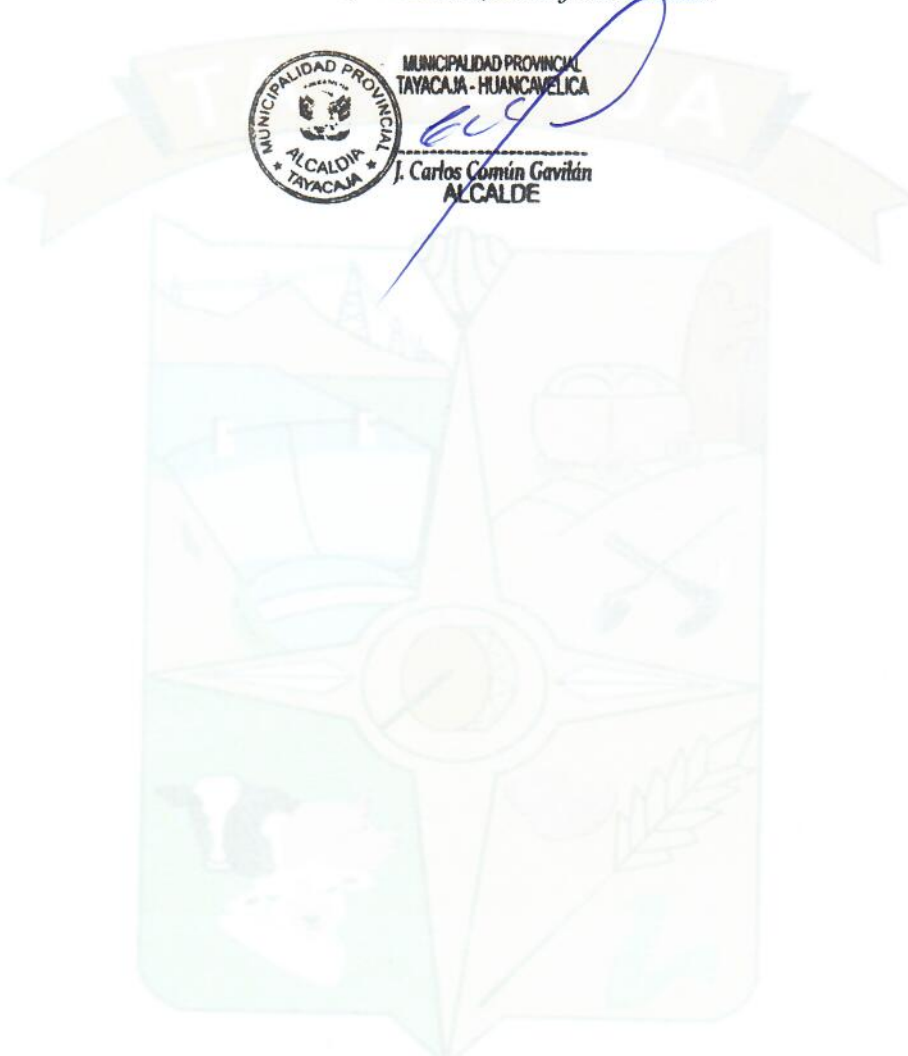 MUNICIPALIDAD PROVINCIAL
TAYACAJA - HUANCAVELICA
J. Carlos Común Gavilán
ALCALDE
MUNICIPALIDAD PROVINCIAL
ALCALDIA
* TAYACAJA *